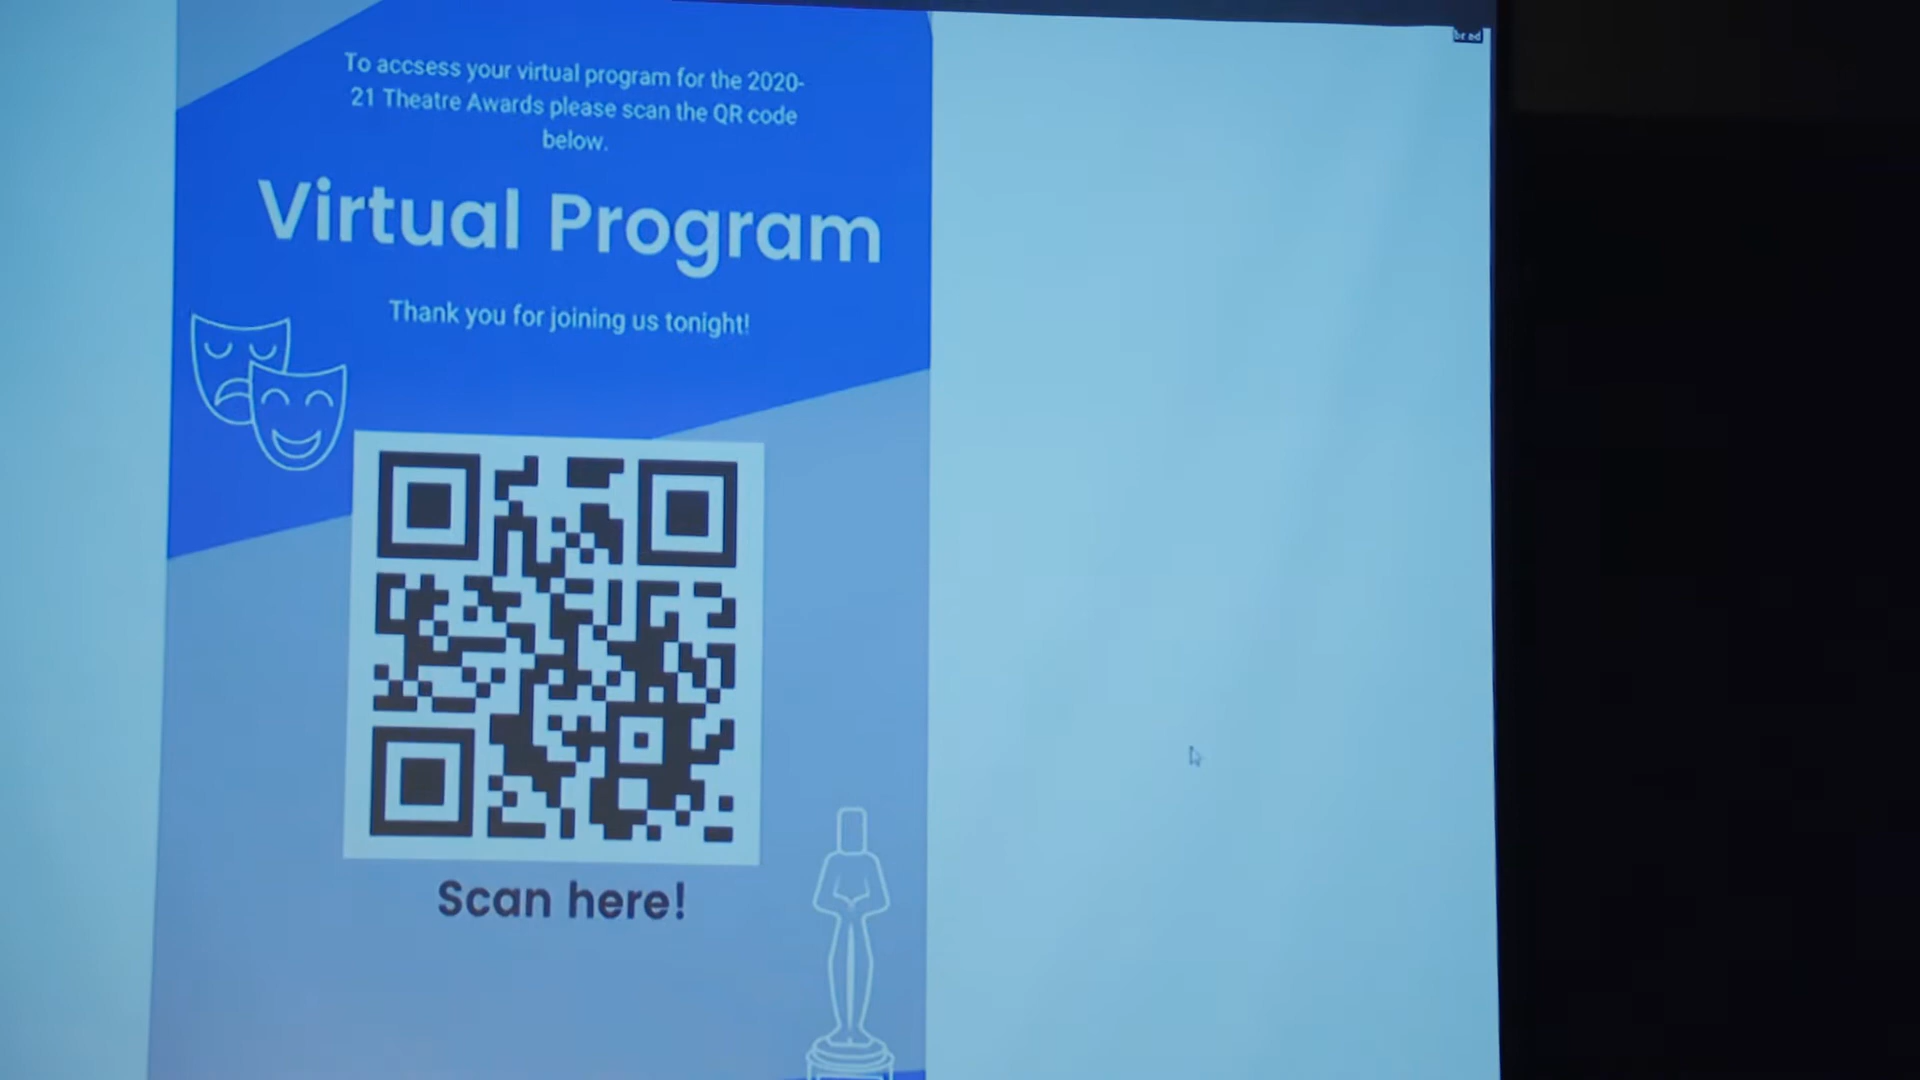 To accsess your virtual program for the 2020-
21 Theatre Awards please scan the QR code
below.
Virtual Program
Thank you for joining us tonight!
Scan here!